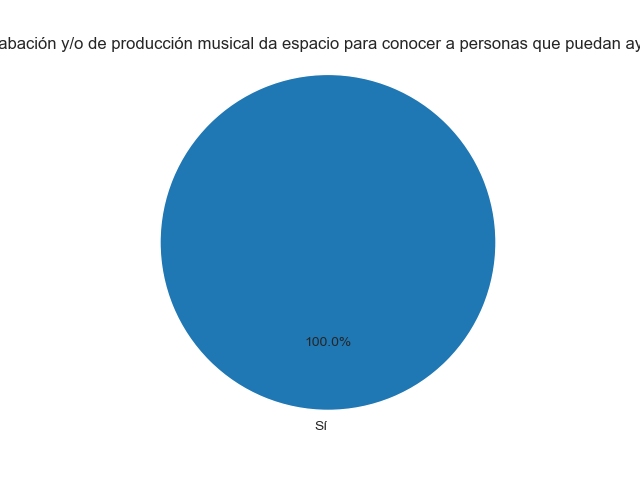 abación y/o de producción musical da espacio para conocer a personas que puedan ay
100.0%
Sí